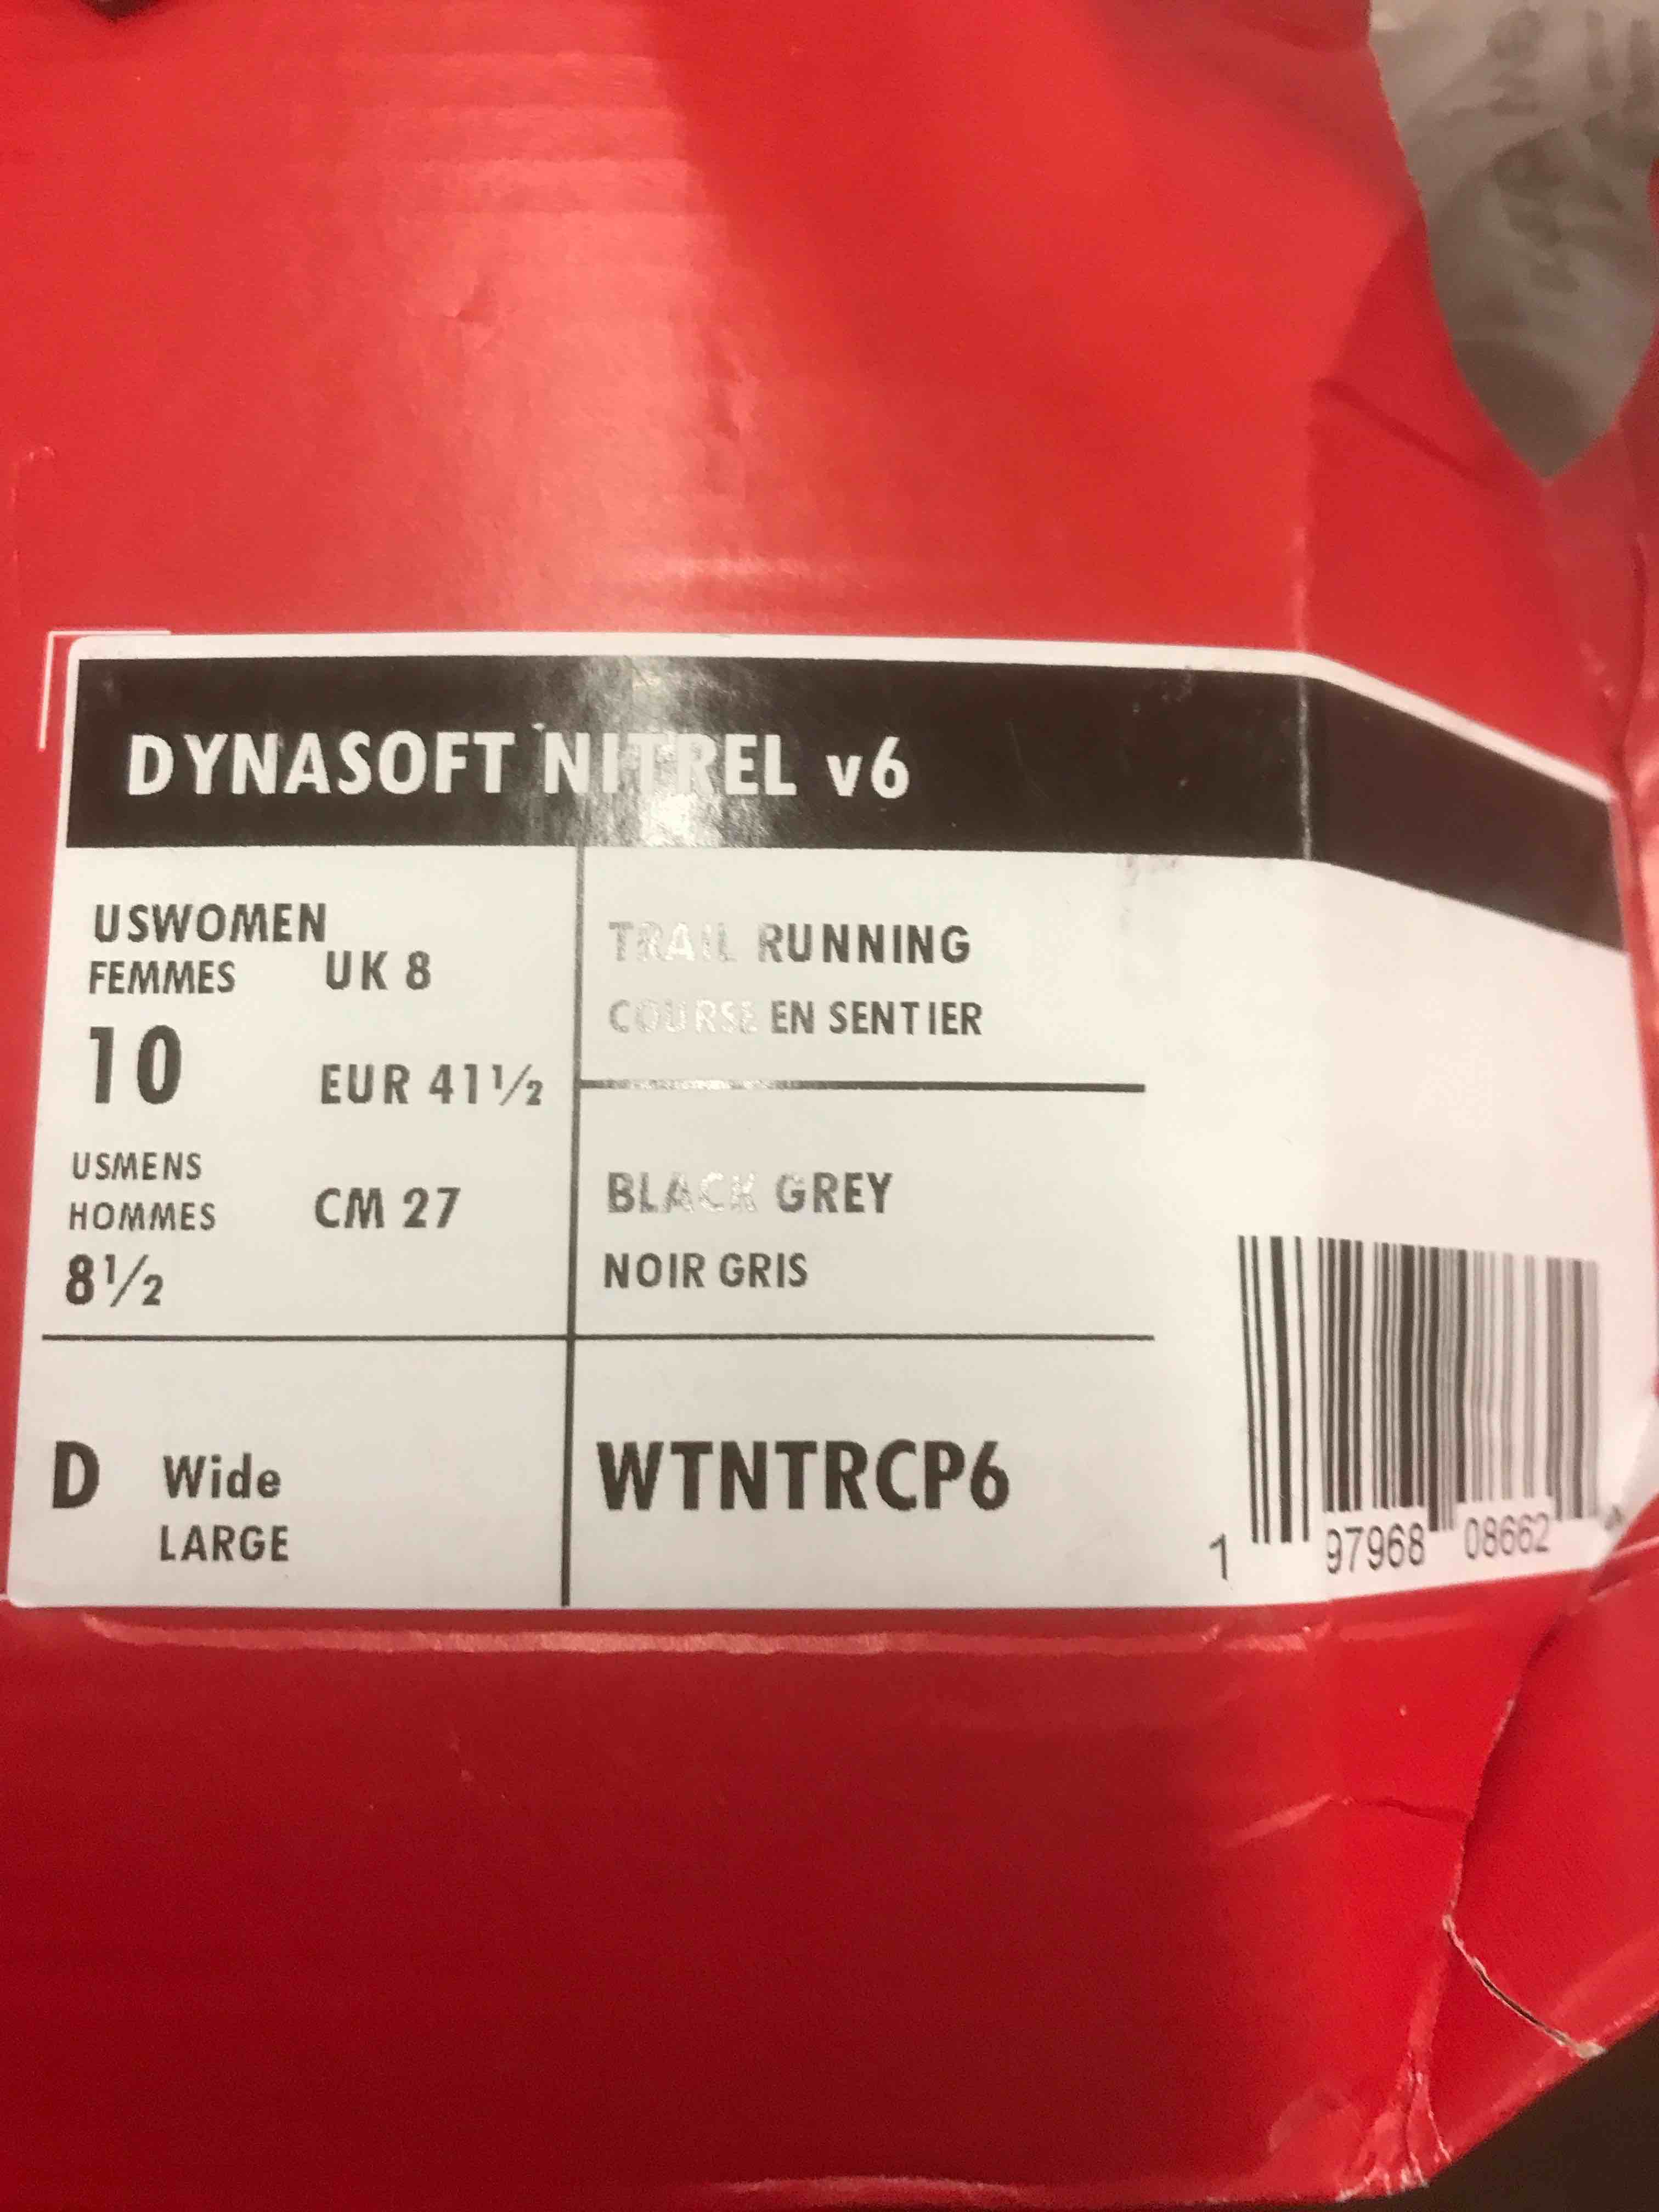 DYNASOFT NITREL v6
USWOMEN
FEMMES
10
UK 8
EUR 41½
USMENS
HOMMES
8½
CM 27
TRAIL RUNNING
COURSE EN SENTIER
BLACK GREY
NOIR GRIS
D Wide
LARGE
WTNTRCP6
1 97968 08662